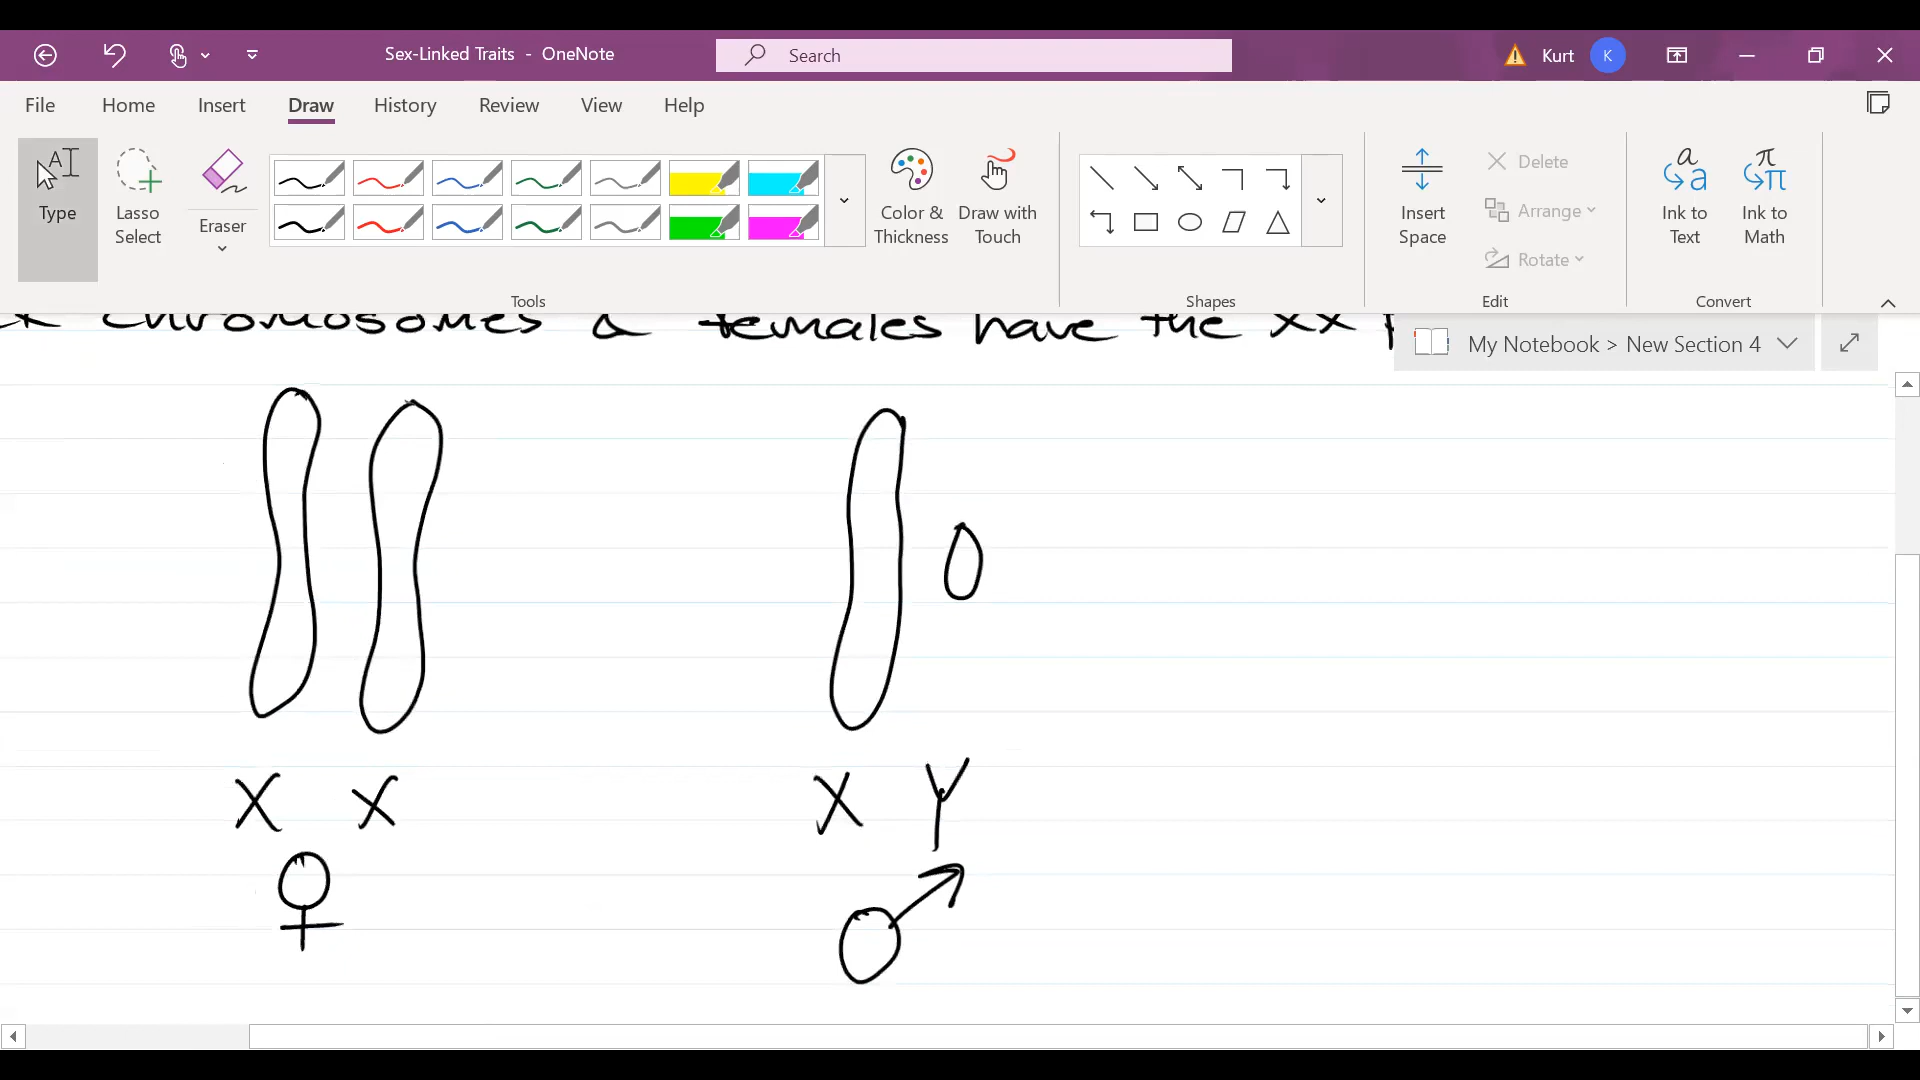 Sex-Linked Traits - OneNote
Search
Kurt
K
File Home Insert Draw History Review View Help
Type
Lasso Select
Eraser
Color & Thickness
Draw with Touch
Insert Space
Delete
Arrange
Rotate
Ink to Text
Ink to Math
Tools
Shapes
Edit
Convert
chromosomes & females have the XX
My Notebook > New Section 4
X X
X Y